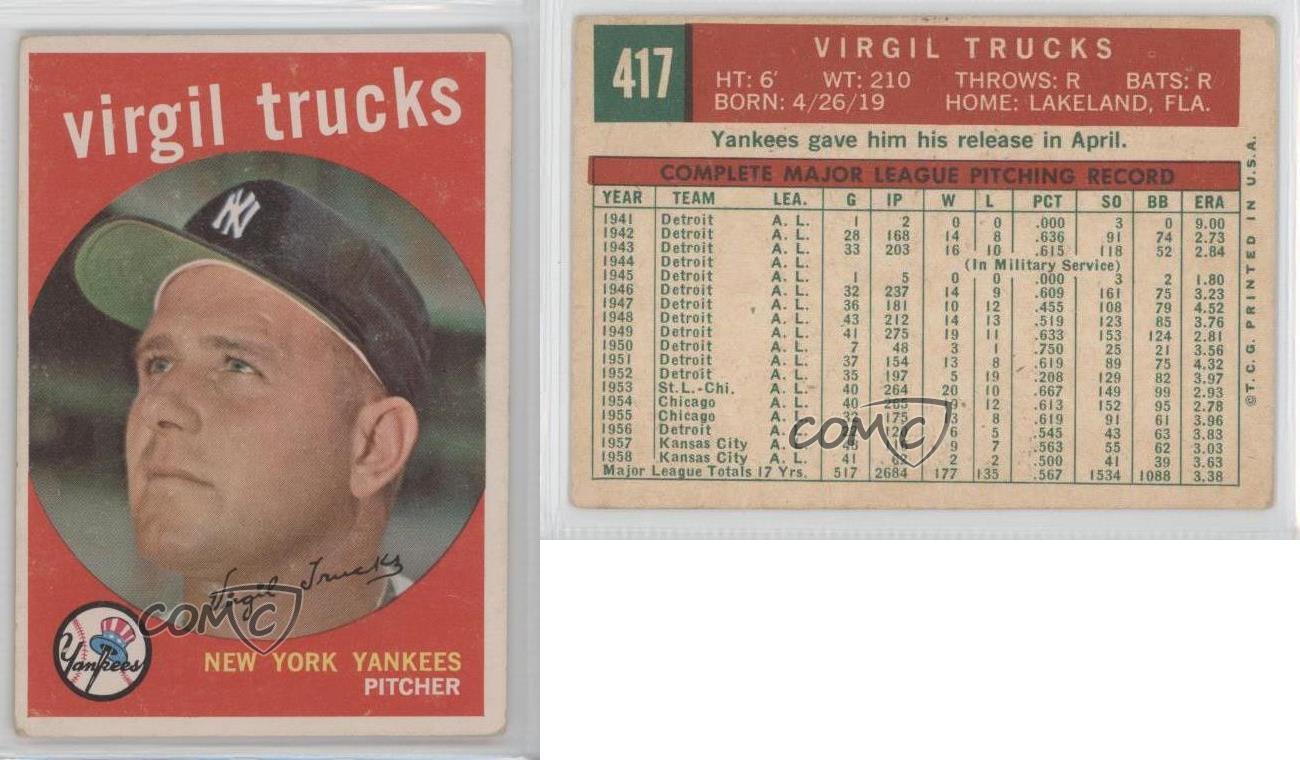 virgil trucks
Virgil Trucks
Yankees
NEW YORK YANKEES
PITCHER
COMC
417
VIRGIL TRUCKS
HT: 6' WT: 210 THROWS: R BATS: R
BORN: 4/26/19 HOME: LAKELAND, FLA.
Yankees gave him his release in April.
COMPLETE MAJOR LEAGUE PITCHING RECORD
YEAR TEAM LEA. G IP W L PCT SO BB ERA
1941 Detroit A. L. 1 2 0 0 .000 3 0 9.00
1942 Detroit A. L. 28 168 14 8 .636 91 74 2.73
1943 Detroit A. L. 33 203 16 10 .615 118 52 2.84
1944 Detroit A. L. (In Military Service)
1945 Detroit A. L. 1 5 0 0 .000 3 2 1.80
1946 Detroit A. L. 32 237 14 9 .609 161 75 3.23
1947 Detroit A. L. 36 181 10 12 .455 108 79 4.52
1948 Detroit A. L. 43 212 14 13 .519 123 85 3.76
1949 Detroit A. L. 41 275 19 11 .633 153 124 2.81
1950 Detroit A. L. 7 48 3 1 .750 25 21 3.56
1951 Detroit A. L. 37 154 13 8 .619 89 75 4.32
1952 Detroit A. L. 35 197 5 19 .208 129 82 3.97
1953 St.L.-Chi. A. L. 40 264 20 10 .667 149 99 2.93
1954 Chicago A. L. 40 12 .613 152 95 2.78
1955 Chicago A. L. 175 8 .619 91 61 3.96
1956 Detroit A. L. 6 5 .545 43 63 3.83
1957 Kansas City A. L. 9 7 .563 55 62 3.03
1958 Kansas City A. L. 41 2 2 .500 41 39 3.63
Major League Totals 17 Yrs. 517 2684 177 135 .567 1534 1088 3.38
©T.C.G. PRINTED IN U.S.A.
COMC